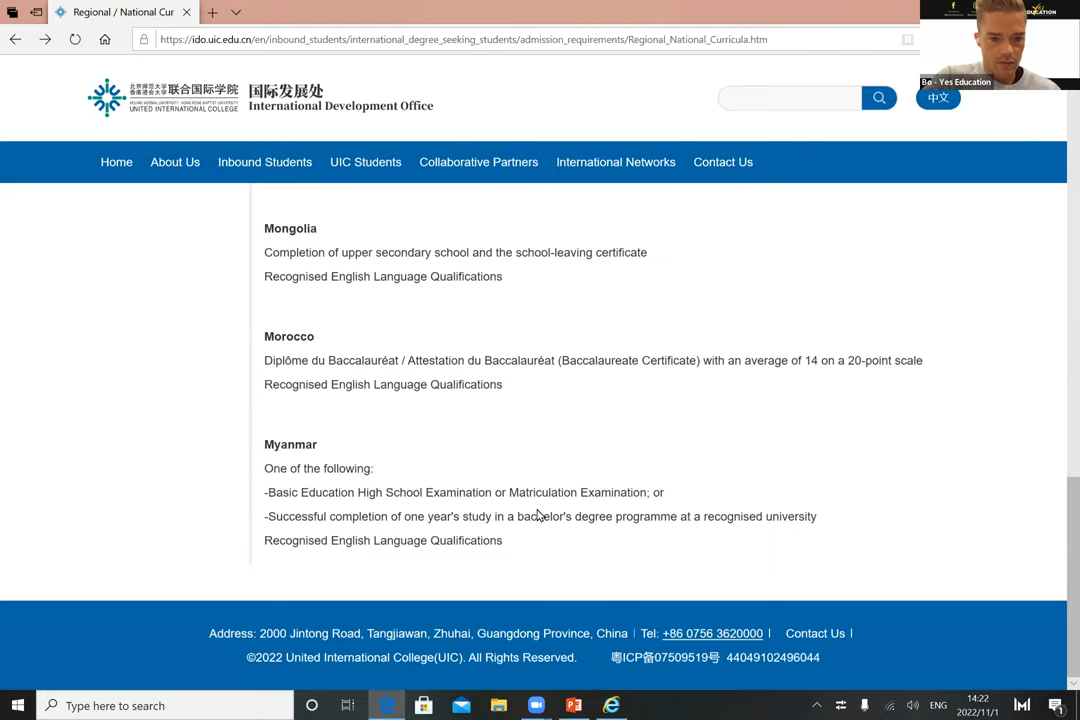 Regional / National Cur
https://ido.uic.edu.cn/en/inbound_students/international_degree_seeking_students/admission_requirements/Regional_National_Curricula.htm
EDUCATION
Bo - Yes Education
北京师范大学
香港浸会大学
联合国际学院
BEIJING NORMAL UNIVERSITY · HONG KONG BAPTIST UNIVERSITY
UNITED INTERNATIONAL COLLEGE
国际发展处
International Development Office
中文
Home
About Us
Inbound Students
UIC Students
Collaborative Partners
International Networks
Contact Us
Mongolia
Completion of upper secondary school and the school-leaving certificate
Recognised English Language Qualifications
Morocco
Diplôme du Baccalauréat / Attestation du Baccalauréat (Baccalaureate Certificate) with an average of 14 on a 20-point scale
Recognised English Language Qualifications
Myanmar
One of the following:
-Basic Education High School Examination or Matriculation Examination; or
-Successful completion of one year's study in a bachelor's degree programme at a recognised university
Recognised English Language Qualifications
Address: 2000 Jintong Road, Tangjiawan, Zhuhai, Guangdong Province, China | Tel: +86 0756 3620000 | Contact Us |
©2022 United International College(UIC). All Rights Reserved. 粤ICP备07509519号 44049102496044
Type here to search
ENG
14:22
2022/11/1